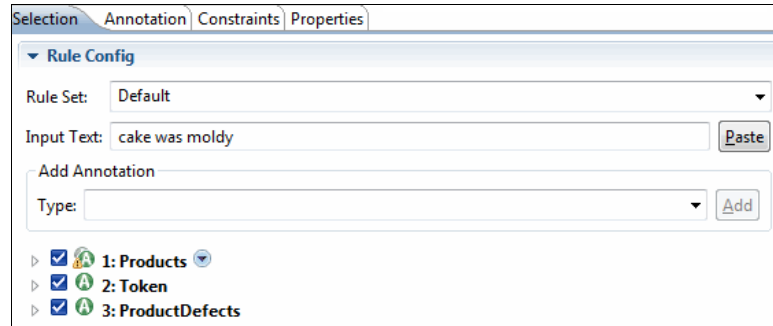 Selection Annotation Constraints Properties
Rule Config
Rule Set: Default
Input Text: cake was moldy Paste
Add Annotation
Type: Add
A 1: Products
A 2: Token
A 3: ProductDefects